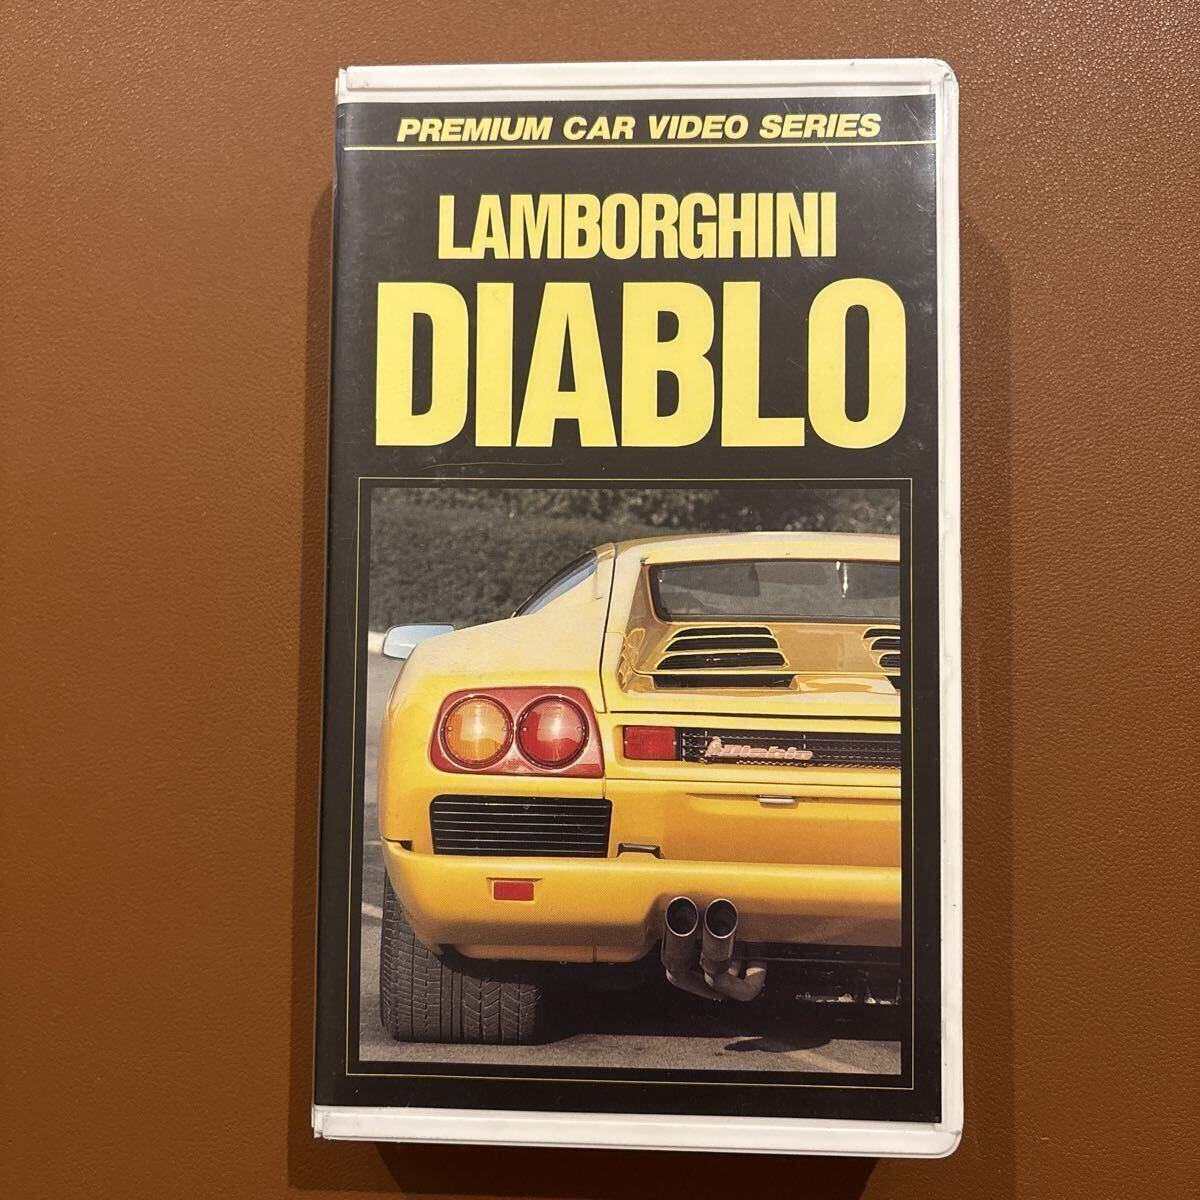 PREMIUM CAR VIDEO SERIES
LAMBORGHINI
DIABLO
Diablo